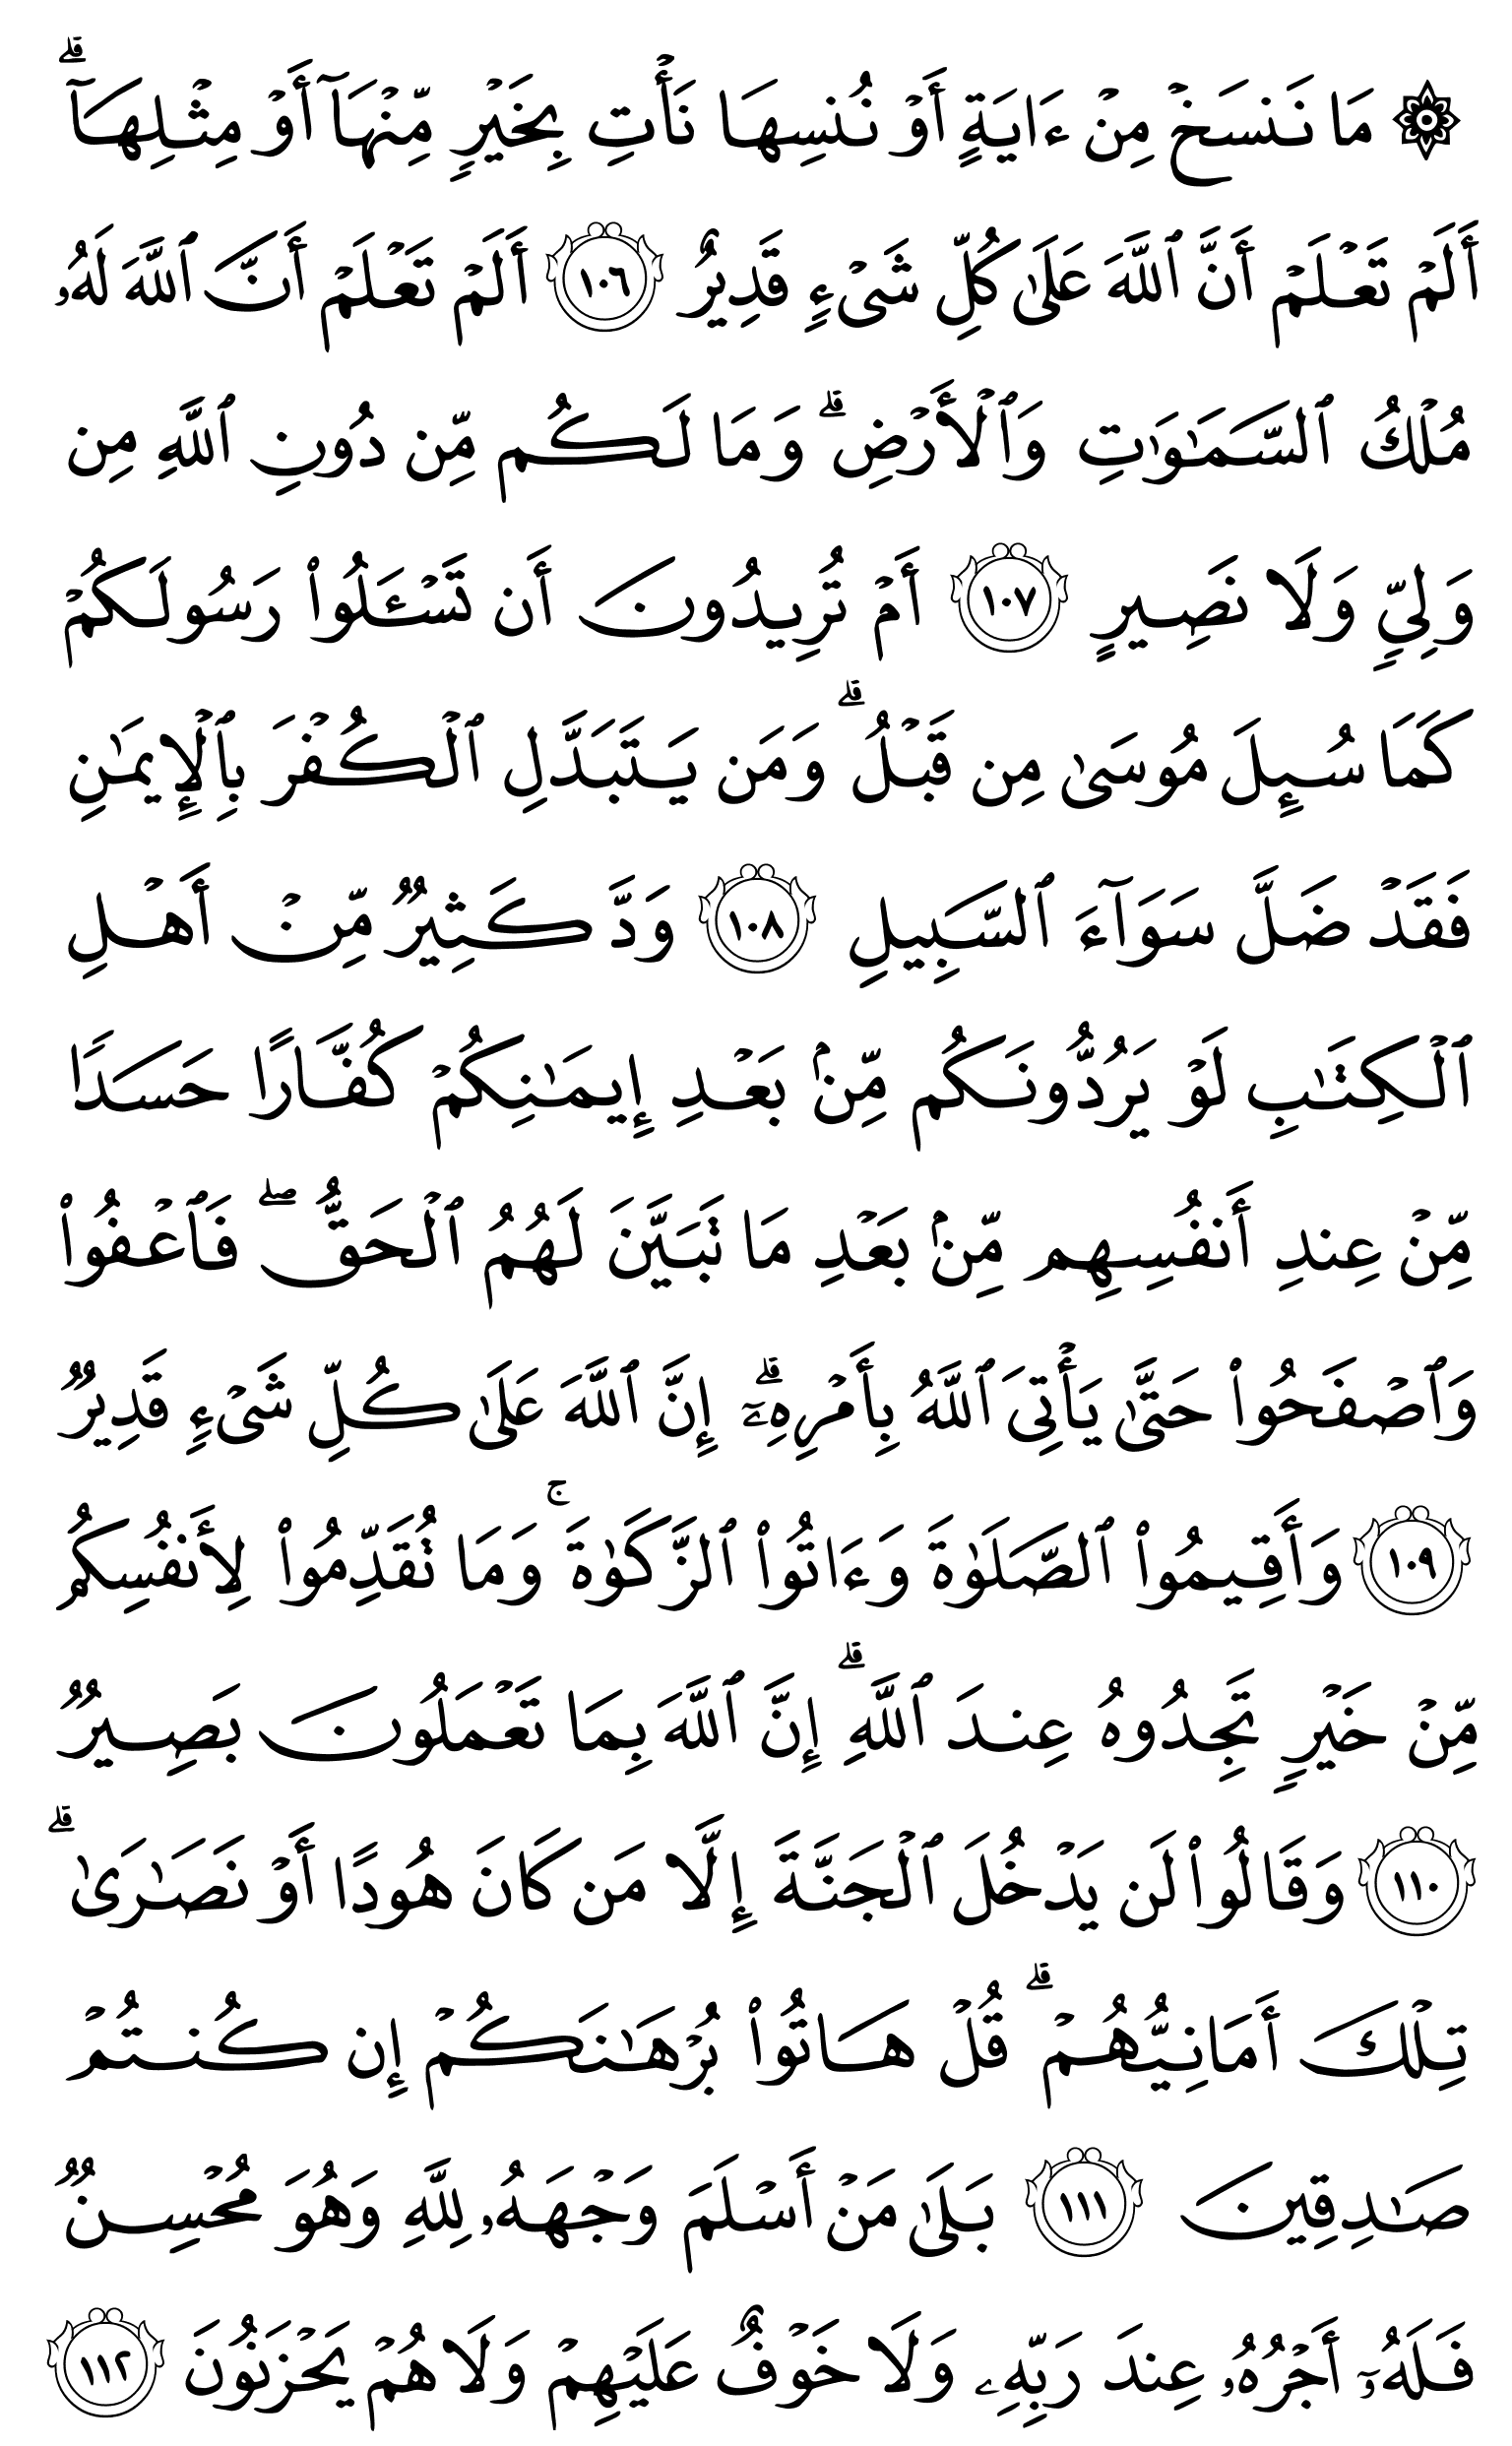 ۞ مَا نَنسَخۡ مِنۡ ءَايَةٍ أَوۡ نُنسِهَا نَأۡتِ بِخَيۡرٖ مِّنۡهَآ أَوۡ مِثۡلِهَآۗ
أَلَمۡ تَعۡلَمۡ أَنَّ ٱللَّهَ عَلَىٰ كُلِّ شَيۡءٖ قَدِيرٌ ١٠٦ أَلَمۡ تَعۡلَمۡ أَنَّ ٱللَّهَ لَهُۥ
مُلۡكُ ٱلسَّمَٰوَٰتِ وَٱلۡأَرۡضِۗ وَمَا لَكُم مِّن دُونِ ٱللَّهِ مِن
وَلِيّٖ وَلَا نَصِيرٍ ١٠٧ أَمۡ تُرِيدُونَ أَن تَسۡـَٔلُواْ رَسُولَكُمۡ
كَمَا سُئِلَ مُوسَىٰ مِن قَبۡلُۗ وَمَن يَتَبَدَّلِ ٱلۡكُفۡرَ بِٱلۡإِيمَٰنِ
فَقَدۡ ضَلَّ سَوَآءَ ٱلسَّبِيلِ ١٠٨ وَدَّ كَثِيرٞ مِّنۡ أَهۡلِ
ٱلۡكِتَٰبِ لَوۡ يَرُدُّونَكُم مِّنۢ بَعۡدِ إِيمَٰنِكُمۡ كُفَّارًا حَسَدٗا
مِّنۡ عِندِ أَنفُسِهِم مِّنۢ بَعۡدِ مَا تَبَيَّنَ لَهُمُ ٱلۡحَقُّۖ فَٱعۡفُواْ
وَٱصۡفَحُواْ حَتَّىٰ يَأۡتِيَ ٱللَّهُ بِأَمۡرِهِۦٓۗ إِنَّ ٱللَّهَ عَلَىٰ كُلِّ شَيۡءٖ قَدِيرٞ
١٠٩ وَأَقِيمُواْ ٱلصَّلَوٰةَ وَءَاتُواْ ٱلزَّكَوٰةَۚ وَمَا تُقَدِّمُواْ لِأَنفُسِكُم
مِّنۡ خَيۡرٖ تَجِدُوهُ عِندَ ٱللَّهِۗ إِنَّ ٱللَّهَ بِمَا تَعۡمَلُونَ بَصِيرٞ
١١٠ وَقَالُواْ لَن يَدۡخُلَ ٱلۡجَنَّةَ إِلَّا مَن كَانَ هُودًا أَوۡ نَصَٰرَىٰۗ
تِلۡكَ أَمَانِيُّهُمۡۗ قُلۡ هَاتُواْ بُرۡهَٰنَكُمۡ إِن كُنتُمۡ
صَٰدِقِينَ ١١١ بَلَىٰ مَنۡ أَسۡلَمَ وَجۡهَهُۥ لِلَّهِ وَهُوَ مُحۡسِنٞ
فَلَهُۥٓ أَجۡرُهُۥ عِندَ رَبِّهِۦ وَلَا خَوۡفٌ عَلَيۡهِمۡ وَلَا هُمۡ يَحۡزَنُونَ ١١٢